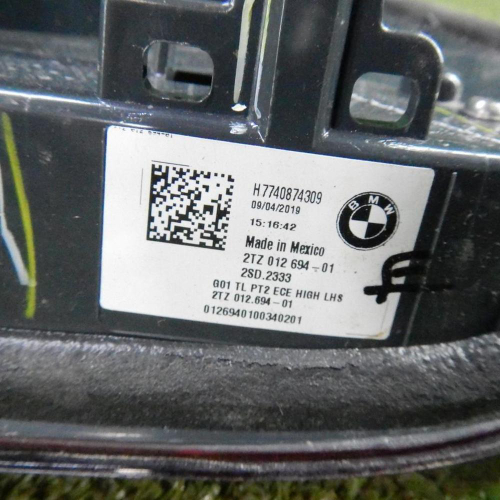 H7740874309
09/04/2019
15:16:42
BMW
Made in Mexico
2TZ 012 694-01
2SD.2333
G01 TL PT2 ECE HIGH LHS
2TZ 012.694-01
0126940100340201